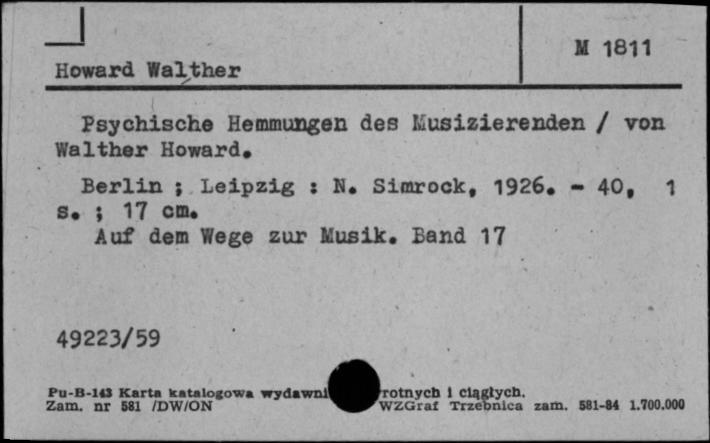 M 1811
Howard Walther
Psychische Hemmungen des Musizierenden / von
Walther Howard.
Berlin ; Leipzig : N. Simrock, 1926. - 40, 1
s. ; 17 cm.
Auf dem Wege zur Musik. Band 17
49223/59
Pu-B-143 Karta katalogowa wydawni rotnych i ciągłych.
Zam. nr 581 /DW/ON WZGraf Trzebnica zam. 581-84 1.700.000